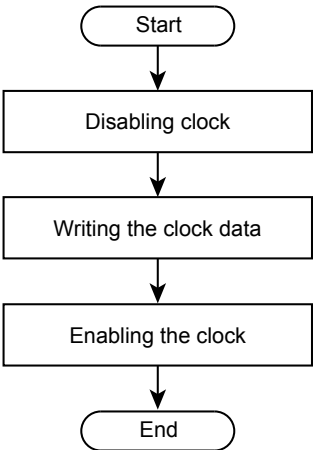 Start
Disabling clock
Writing the clock data
Enabling the clock
End